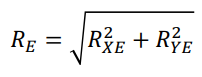 $R_E = \sqrt{R_{XE}^2 + R_{YE}^2}$